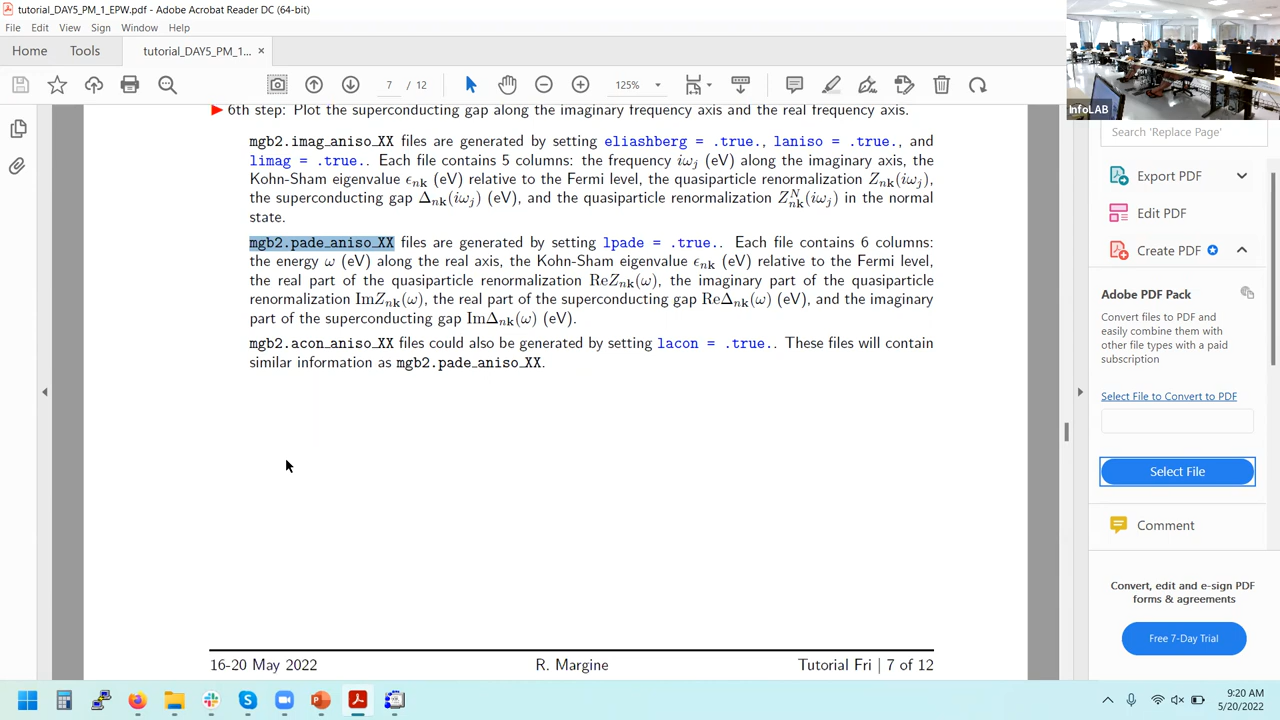 tutorial_DAY5_PM_1_EPW.pdf - Adobe Acrobat Reader DC (64-bit)
File Edit View Sign Window Help
Home Tools tutorial_DAY5_PM_1... ×
7 / 12 125%
InfoLAB
▶ 6th step: Plot the superconducting gap along the imaginary frequency axis and the real frequency axis.
mgb2.imag_aniso_XX files are generated by setting eliashberg = .true., laniso = .true., and
limag = .true.. Each file contains 5 columns: the frequency iωj (eV) along the imaginary axis, the
Kohn-Sham eigenvalue ϵnk (eV) relative to the Fermi level, the quasiparticle renormalization Znk(iωj),
the superconducting gap Δnk(iωj) (eV), and the quasiparticle renormalization ZNnk(iωj) in the normal
state.
mgb2.pade_aniso_XX files are generated by setting lpade = .true.. Each file contains 6 columns:
the energy ω (eV) along the real axis, the Kohn-Sham eigenvalue ϵnk (eV) relative to the Fermi level,
the real part of the quasiparticle renormalization ReZnk(ω), the imaginary part of the quasiparticle
renormalization ImZnk(ω), the real part of the superconducting gap ReΔnk(ω) (eV), and the imaginary
part of the superconducting gap ImΔnk(ω) (eV).
mgb2.acon_aniso_XX files could also be generated by setting lacon = .true.. These files will contain
similar information as mgb2.pade_aniso_XX.
16-20 May 2022 R. Margine Tutorial Fri | 7 of 12
Search 'Replace Page'
Export PDF
Edit PDF
Create PDF
Adobe PDF Pack
Convert files to PDF and
easily combine them with
other file types with a paid
subscription
Select File to Convert to PDF
Select File
Comment
Convert, edit and e-sign PDF
forms & agreements
Free 7-Day Trial
9:20 AM
5/20/2022